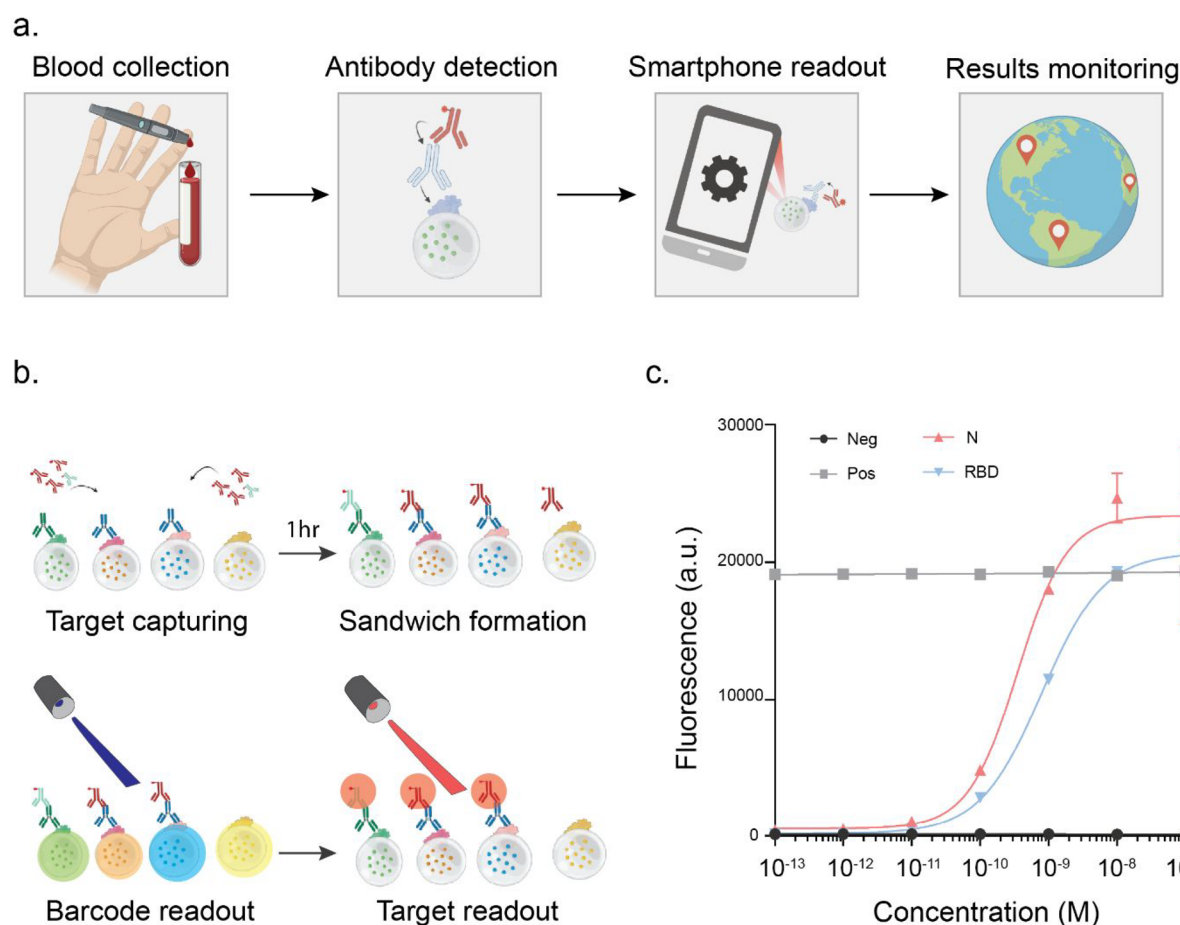 a.
Blood collection
Antibody detection
Smartphone readout
Results monitoring
b.
1hr
Target capturing
Sandwich formation
Barcode readout
Target readout
c.
30000
20000
10000
0
Fluorescence (a.u.)
Neg
N
Pos
RBD
10-13
10-12
10-11
10-10
10-9
10-8
Concentration (M)